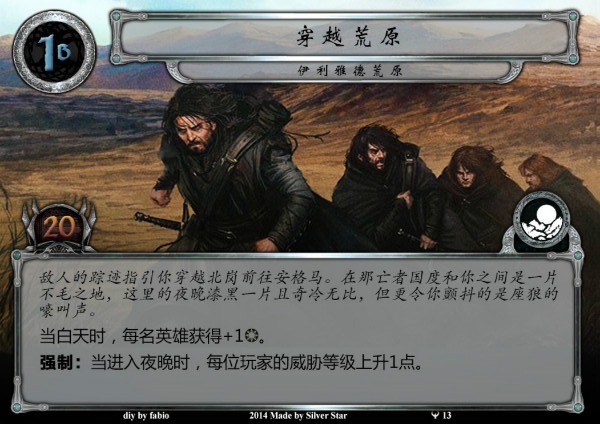 1B
穿越荒原
伊利雅德荒原
20
敌人的踪迹指引你穿越北岗前往安格马。在那亡者国度和你之间是一片
不毛之地，这里的夜晚漆黑一片且奇冷无比，但更令你颤抖的是座狼的
嚎叫声。
当白天时，每名英雄获得+1。
强制：当进入夜晚时，每位玩家的威胁等级上升1点。
diy by fabio 2014 Made by Silver Star 13